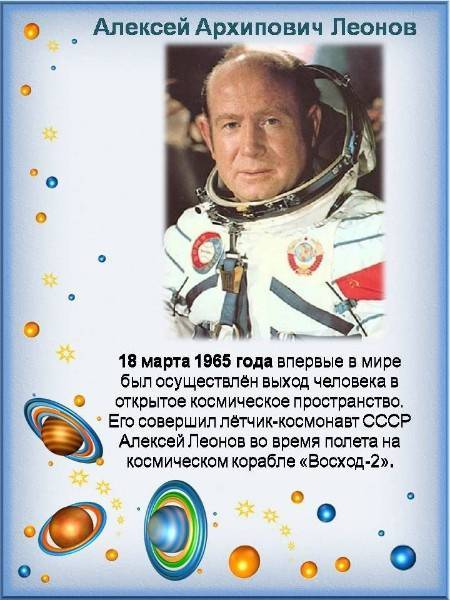 Алексей Архипович Леонов
18 марта 1965 года впервые в мире
был осуществлён выход человека в
открытое космическое пространство.
Его совершил лётчик-космонавт СССР
Алексей Леонов во время полета на
космическом корабле «Восход-2».